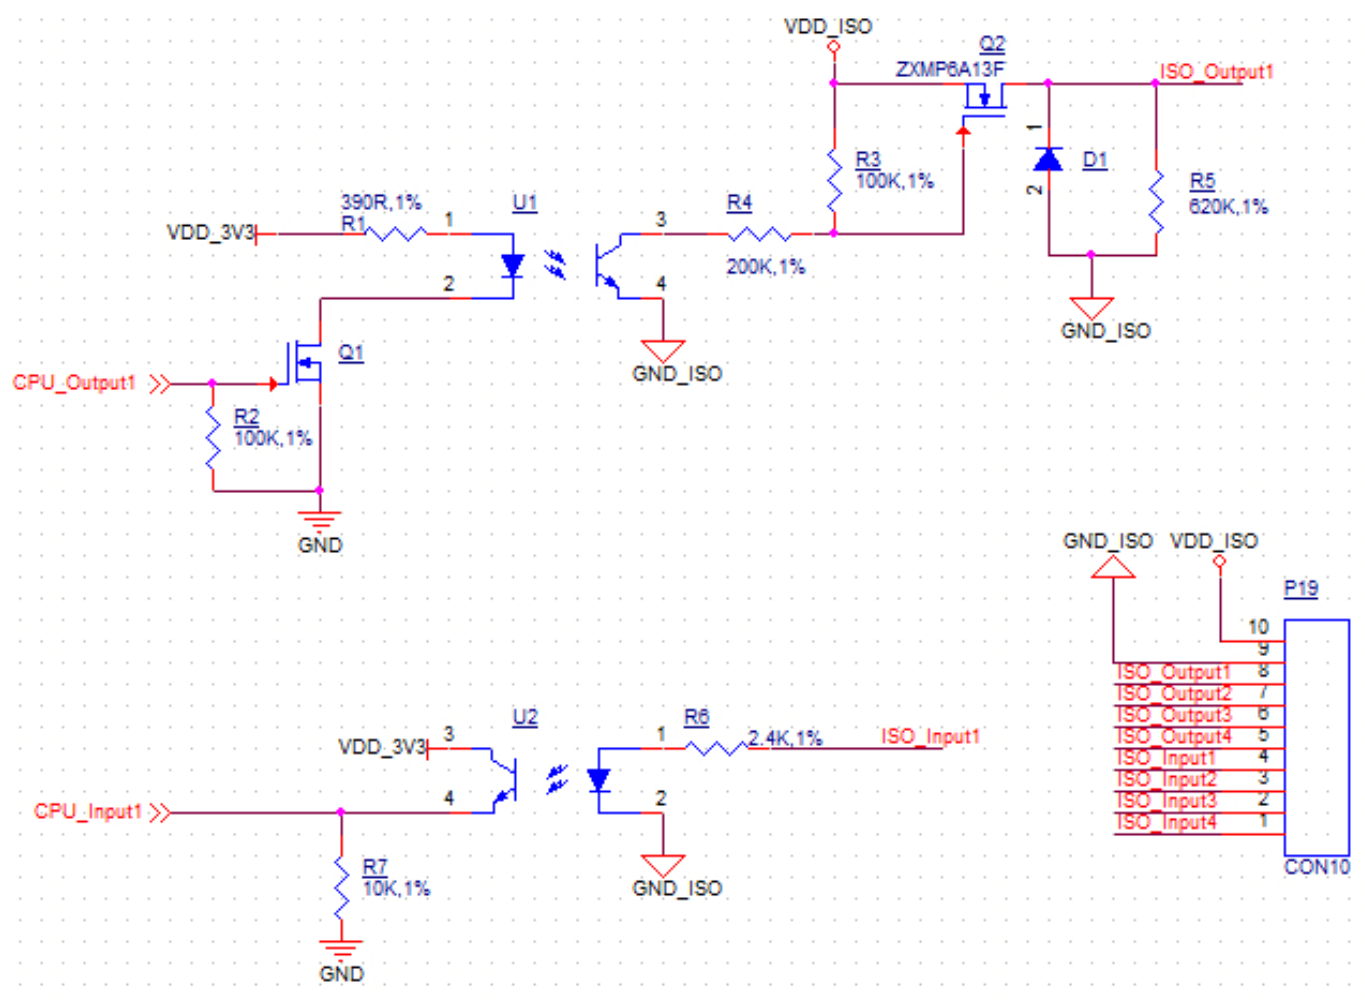 VDD_ISO
Q2
ZXMP6A13F
ISO_Output1
1
D1
2
R3
100K,1%
R5
620K,1%
390R,1%
R1
VDD_3V3
1
U1
3
R4
200K,1%
2
4
GND_ISO
GND_ISO
Q1
CPU_Output1
R2
100K,1%
GND
GND_ISO
VDD_ISO
P19
10
9
ISO_Output1 8
ISO_Output2 7
ISO_Output3 6
ISO_Output4 5
ISO_Input1 4
ISO_Input2 3
ISO_Input3 2
ISO_Input4 1
CON10
U2
VDD_3V3
3
1
R6
2.4K,1%
ISO_Input1
CPU_Input1
4
2
R7
10K,1%
GND_ISO
GND